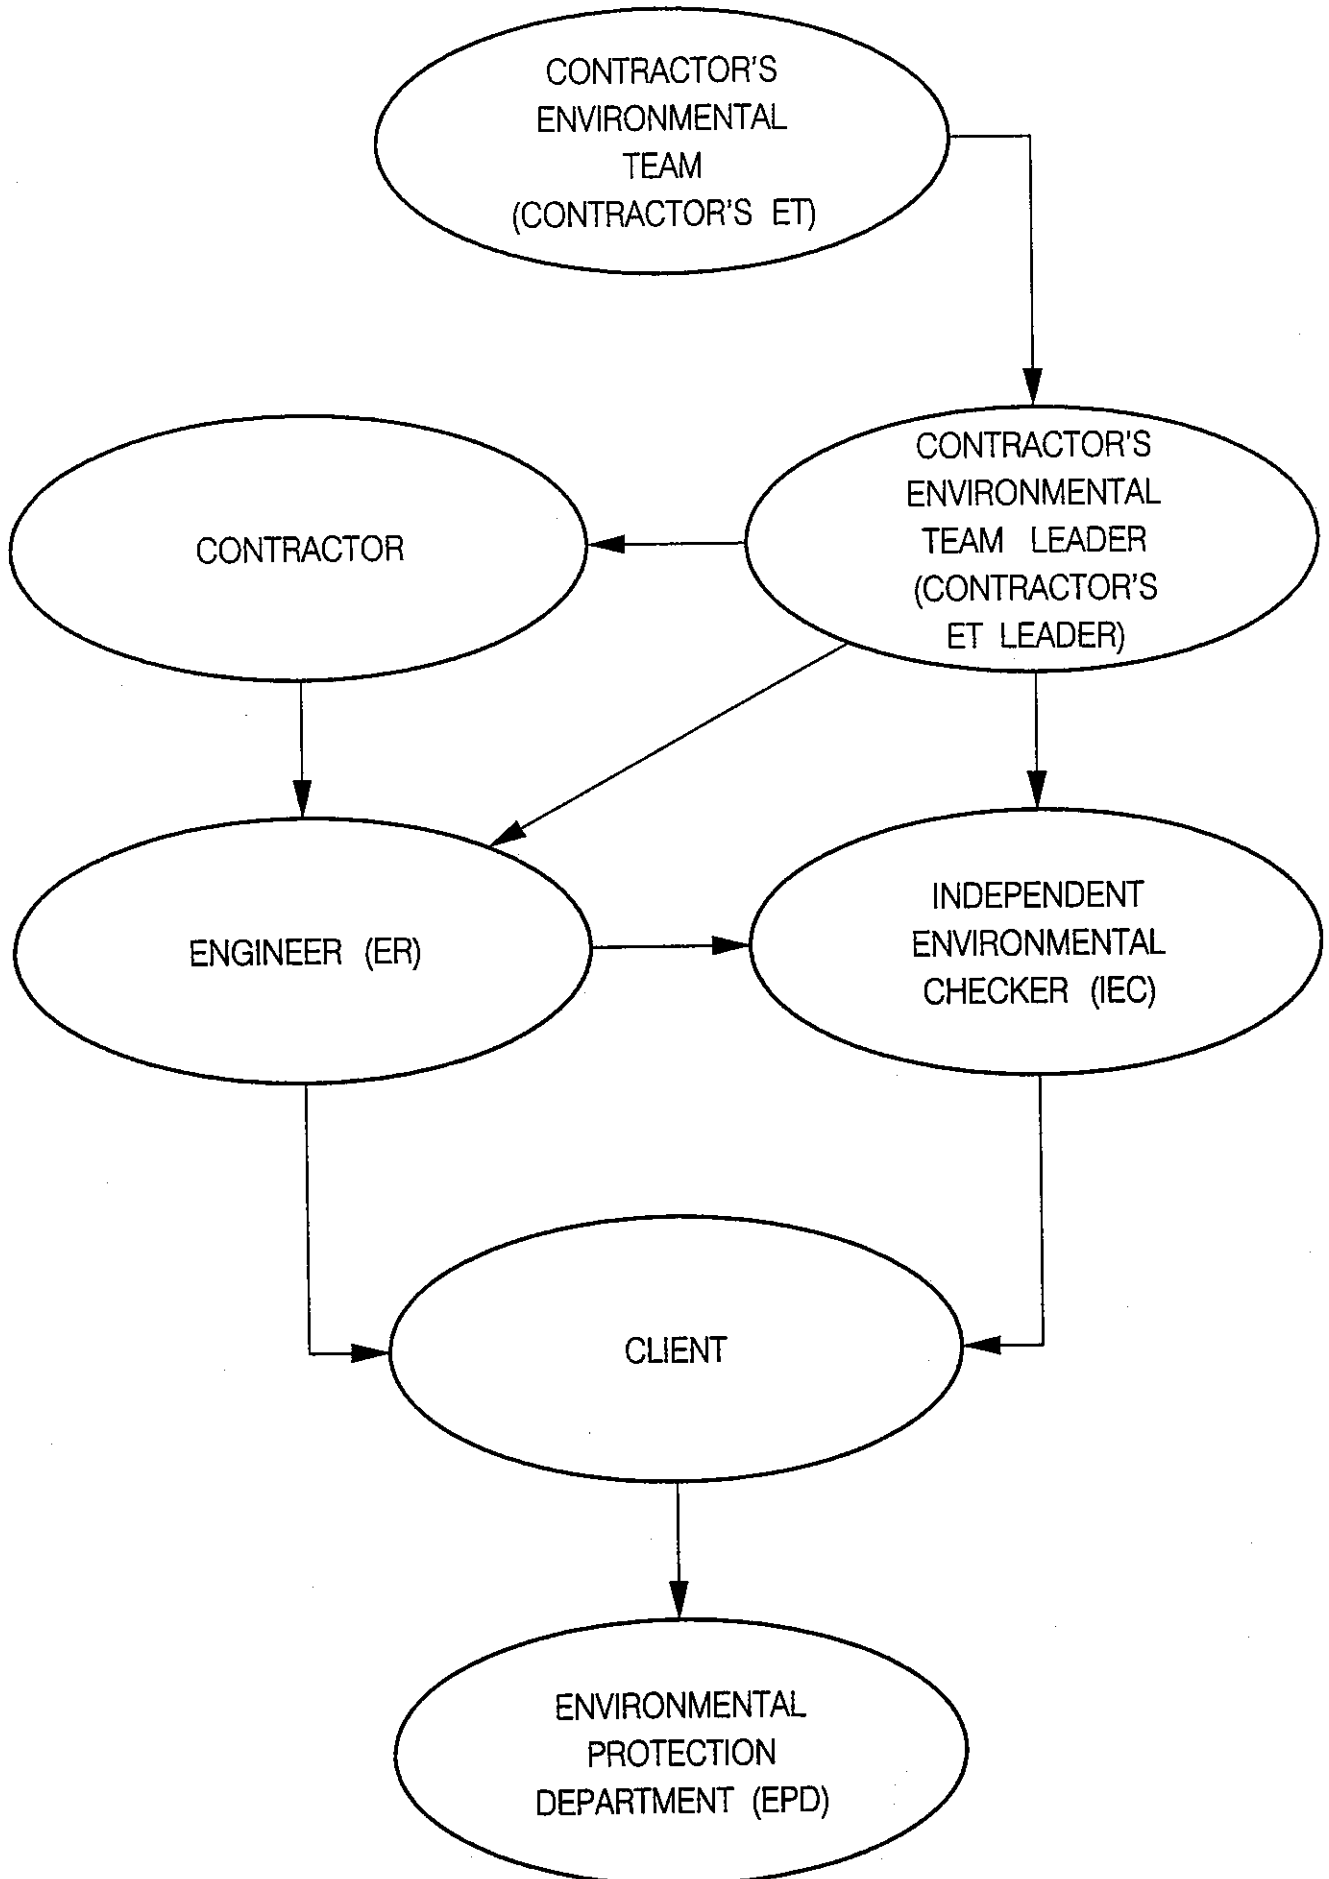 CONTRACTOR'S
ENVIRONMENTAL
TEAM
(CONTRACTOR'S ET)
CONTRACTOR
CONTRACTOR'S
ENVIRONMENTAL
TEAM LEADER
(CONTRACTOR'S
ET LEADER)
ENGINEER (ER)
INDEPENDENT
ENVIRONMENTAL
CHECKER (IEC)
CLIENT
ENVIRONMENTAL
PROTECTION
DEPARTMENT (EPD)